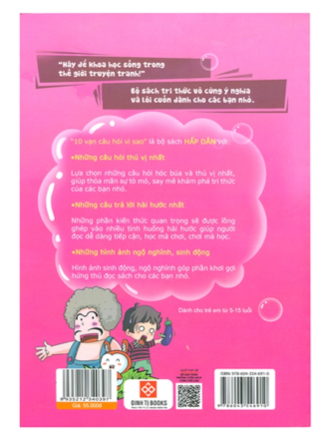 "Hãy để khoa học sống trong
thế giới truyện tranh!"
Bộ sách tri thức vô cùng ý nghĩa
và lôi cuốn dành cho các bạn nhỏ.
"10 vạn câu hỏi vì sao" là bộ sách HẤP DẪN với:
•Những câu hỏi thú vị nhất
Lựa chọn những câu hỏi hóc búa và thú vị nhất,
giúp thỏa mãn sự tò mò, say mê khám phá tri thức
của các bạn nhỏ.
•Những câu trả lời hài hước nhất
Những phần kiến thức quan trọng sẽ được lồng
ghép vào nhiều tình huống hài hước giúp người
đọc dễ dàng tiếp cận, học mà chơi, chơi mà học.
•Những hình ảnh ngộ nghĩnh, sinh động
Hình ảnh sinh động, ngộ nghĩnh góp phần khơi gợi
hứng thú đọc sách cho các bạn nhỏ.
Dành cho trẻ em từ 5-15 tuổi
ĐINH TỊ BOOKS